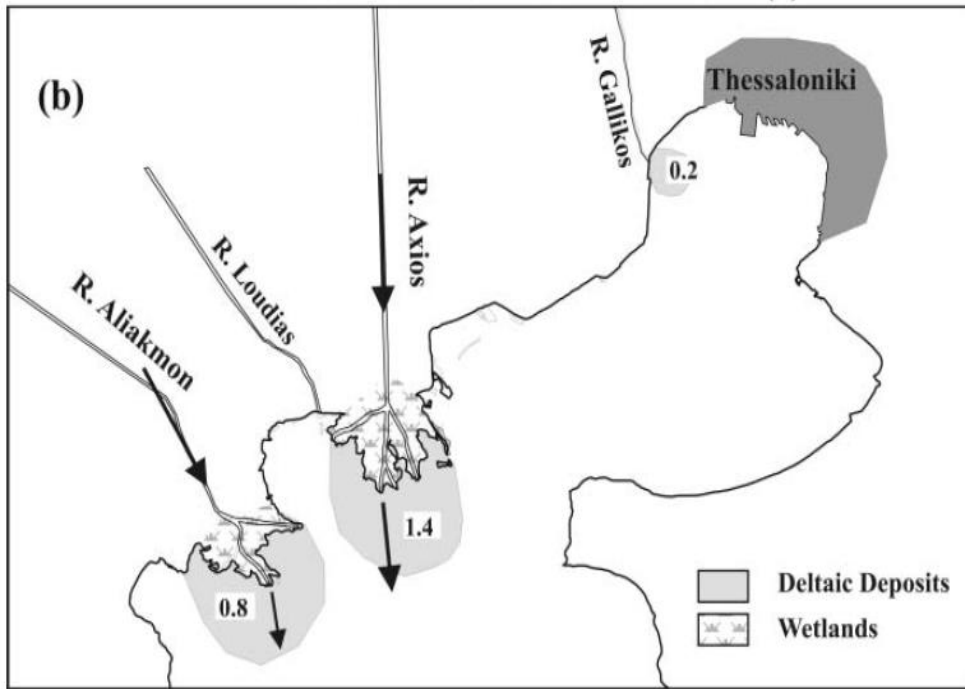 (b)
Thessaloniki
R. Gallikos
0.2
R. Axios
R. Loudias
R. Aliakmon
1.4
0.8
Deltaic Deposits
Wetlands